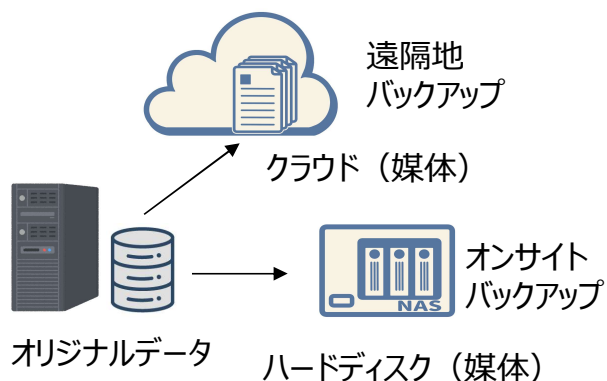 遠隔地
バックアップ
クラウド（媒体）
オンサイト
バックアップ
NAS
オリジナルデータ
ハードディスク（媒体）